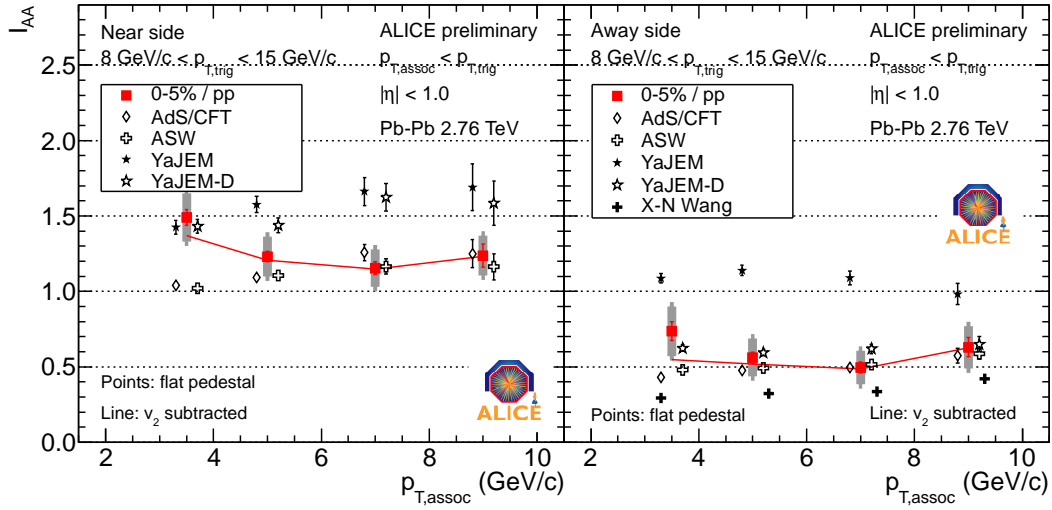 I_AA
Near side
ALICE preliminary
8 GeV/c < p_T,trig < 15 GeV/c
p_T,assoc < p_T,trig
0-5% / pp
|η| < 1.0
AdS/CFT
ASW
Pb-Pb 2.76 TeV
YaJEM
YaJEM-D
Points: flat pedestal
Line: v_2 subtracted
ALICE
0.0
0.5
1.0
1.5
2.0
2.5
2 4 6 8 10
p_T,assoc (GeV/c)
Away side
ALICE preliminary
8 GeV/c < p_T,trig < 15 GeV/c
p_T,assoc < p_T,trig
0-5% / pp
|η| < 1.0
AdS/CFT
ASW
Pb-Pb 2.76 TeV
YaJEM
YaJEM-D
X-N Wang
ALICE
Points: flat pedestal
Line: v_2 subtracted
2 4 6 8 10
p_T,assoc (GeV/c)